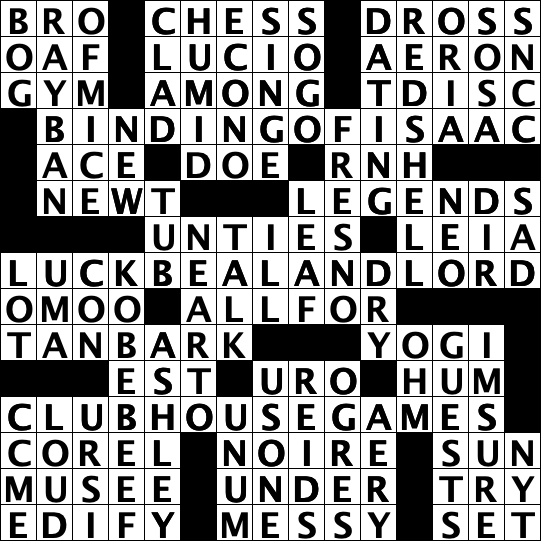 BRO CHESS DROSS
OAF LUCIO AERON
GYM AMONG TDISC
BINDINGOFISAAC
ACE DOE RNH
NEWT LEGENDS
UNTIES LEIA
LUCKBEALANDLORD
OMOO ALLFOR
TANBARK YOGI
EST URO HUM
CLUBHOUSEGAMES
COREL NOIRE SUN
MUSEE UNDER TRY
EDIFY MESSY SET